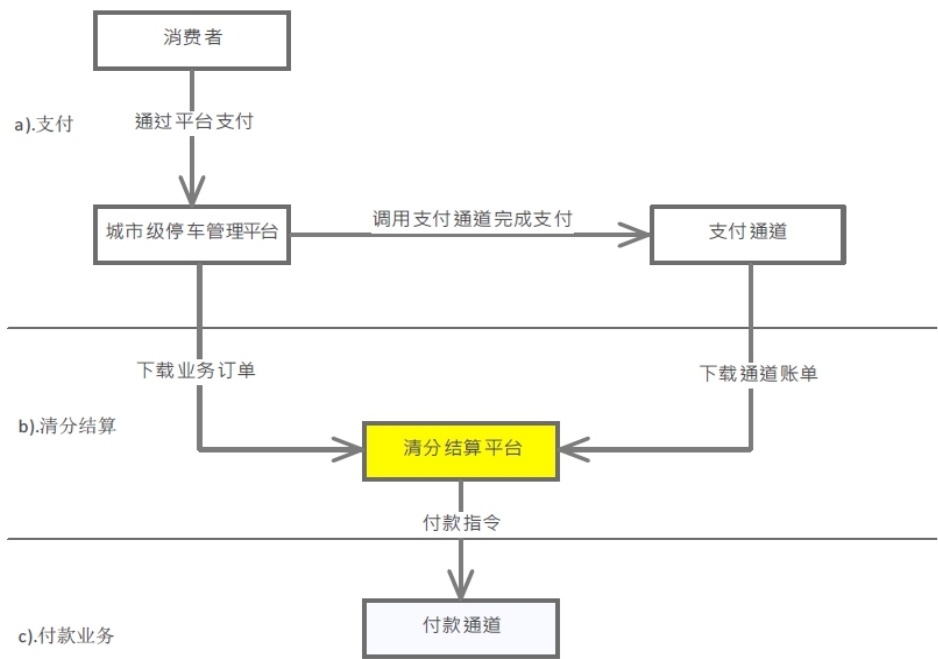 消费者
a).支付
通过平台支付
城市级停车管理平台
调用支付通道完成支付
支付通道
下载业务订单
下载通道账单
b).清分结算
清分结算平台
付款指令
付款通道
c).付款业务